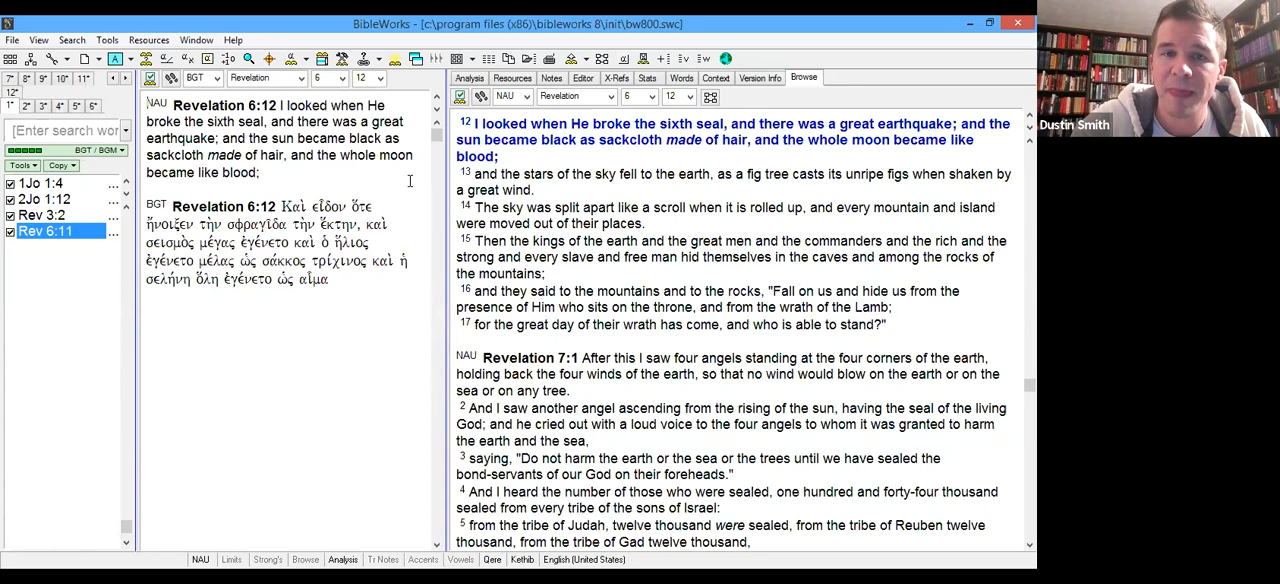 BibleWorks - [c:\program files (x86)\bibleworks 8\init\bw800.swc]
File View Search Tools Resources Window Help
7* 8* 9* 10* 11*
12*
1* 2* 3* 4* 5* 6*
[Enter search wor
BGT / BGM
Tools Copy
1Jo 1:4 ...
2Jo 1:12
Rev 3:2
Rev 6:11 ...
BGT Revelation 6 12
NAU Revelation 6:12 I looked when He
broke the sixth seal, and there was a great
earthquake; and the sun became black as
sackcloth made of hair, and the whole moon
became like blood;
BGT Revelation 6:12 Καὶ εἶδον ὅτε
ἤνοιξεν τὴν σφραγῖδα τὴν ἕκτην, καὶ
σεισμὸς μέγας ἐγένετο καὶ ὁ ἥλιος
ἐγένετο μέλας ὡς σάκκος τρίχινος καὶ ἡ
σελήνη ὅλη ἐγένετο ὡς αἷμα
Analysis Resources Notes Editor X-Refs Stats Words Context Version Info Browse
NAU Revelation 6 12
12 I looked when He broke the sixth seal, and there was a great earthquake; and the
sun became black as sackcloth made of hair, and the whole moon became like
blood;
13 and the stars of the sky fell to the earth, as a fig tree casts its unripe figs when shaken by
a great wind.
14 The sky was split apart like a scroll when it is rolled up, and every mountain and island
were moved out of their places.
15 Then the kings of the earth and the great men and the commanders and the rich and the
strong and every slave and free man hid themselves in the caves and among the rocks of
the mountains;
16 and they said to the mountains and to the rocks, "Fall on us and hide us from the
presence of Him who sits on the throne, and from the wrath of the Lamb;
17 for the great day of their wrath has come, and who is able to stand?"
NAU Revelation 7:1 After this I saw four angels standing at the four corners of the earth,
holding back the four winds of the earth, so that no wind would blow on the earth or on the
sea or on any tree.
2 And I saw another angel ascending from the rising of the sun, having the seal of the living
God; and he cried out with a loud voice to the four angels to whom it was granted to harm
the earth and the sea,
3 saying, "Do not harm the earth or the sea or the trees until we have sealed the
bond-servants of our God on their foreheads."
4 And I heard the number of those who were sealed, one hundred and forty-four thousand
sealed from every tribe of the sons of Israel:
5 from the tribe of Judah, twelve thousand were sealed, from the tribe of Reuben twelve
thousand, from the tribe of Gad twelve thousand,
NAU Limits Strong's Browse Analysis Tr Notes Accents Vowels Qere Kethib English (United States)
Dustin Smith